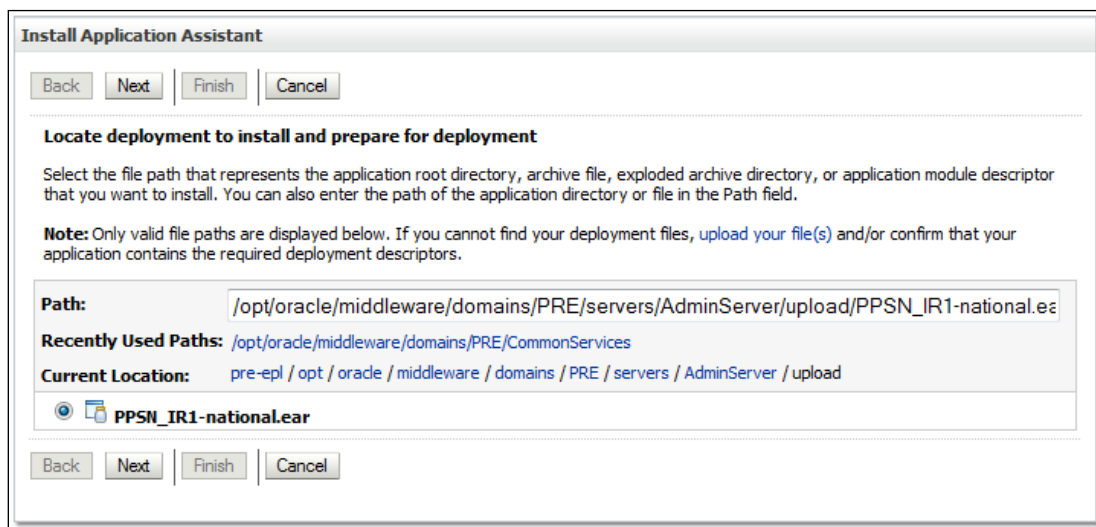 Install Application Assistant
Back Next Finish Cancel
Locate deployment to install and prepare for deployment
Select the file path that represents the application root directory, archive file, exploded archive directory, or application module descriptor
that you want to install. You can also enter the path of the application directory or file in the Path field.
Note: Only valid file paths are displayed below. If you cannot find your deployment files, upload your file(s) and/or confirm that your
application contains the required deployment descriptors.
Path: /opt/oracle/middleware/domains/PRE/servers/AdminServer/upload/PPSN_IR1-national.ea
Recently Used Paths: /opt/oracle/middleware/domains/PRE/CommonServices
Current Location: pre-epl / opt / oracle / middleware / domains / PRE / servers / AdminServer / upload
PPSN_IR1-national.ear
Back Next Finish Cancel